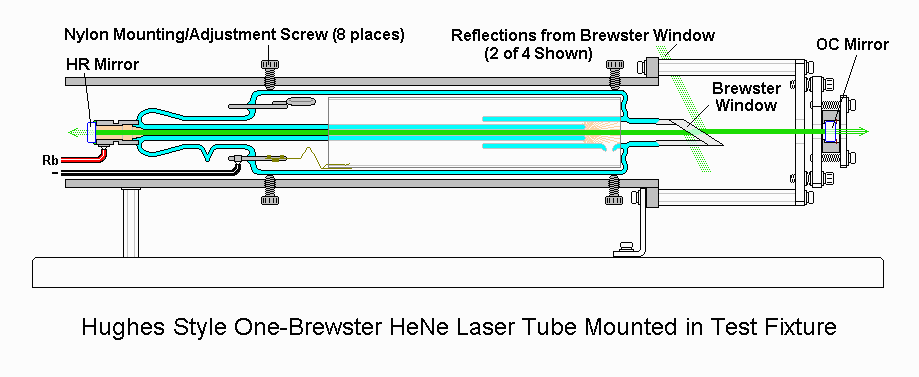 Nylon Mounting/Adjustment Screw (8 places)
Reflections from Brewster Window
(2 of 4 Shown)
OC Mirror
HR Mirror
Brewster
Window
Rb
-
Hughes Style One-Brewster HeNe Laser Tube Mounted in Test Fixture